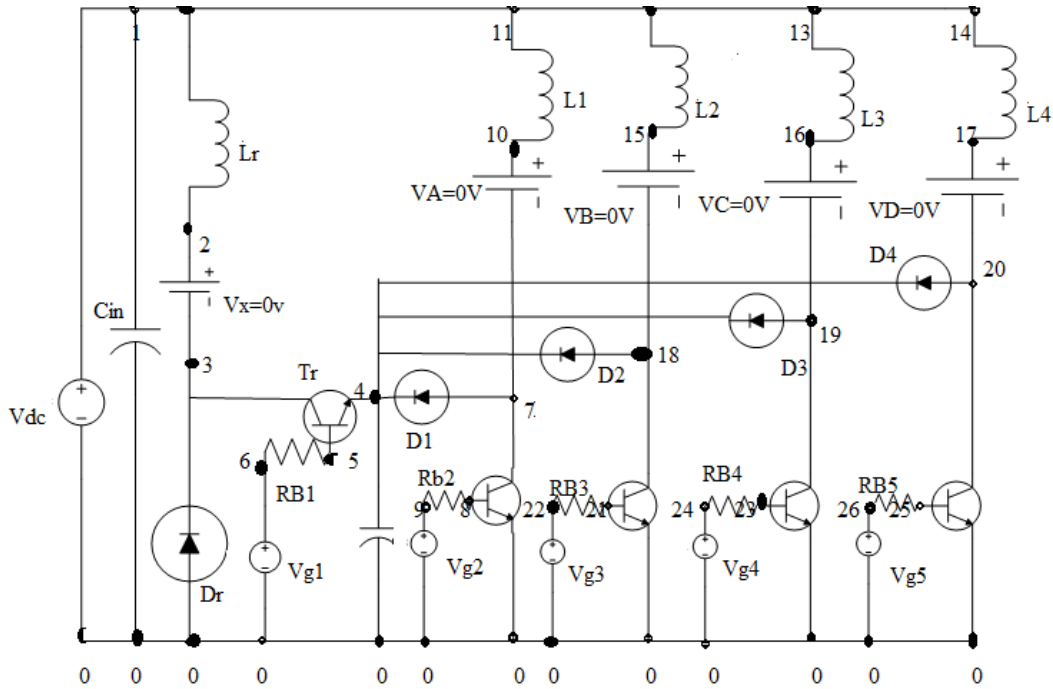 1
11
13
14
L1
L2
L3
L4
Lr
10
15
16
17
VA=0V
VB=0V
VC=0V
VD=0V
2
Vx=0v
Cin
D4
20
3
19
D2
18
D3
Tr
4
Vdc
D1
7
6
5
RB1
Rb2
RB3
RB4
RB5
9
8
22
21
24
23
26
25
Vg1
Vg2
Vg3
Vg4
Vg5
Dr
0 0 0 0 0 0 0 0 0 0 0 0 0